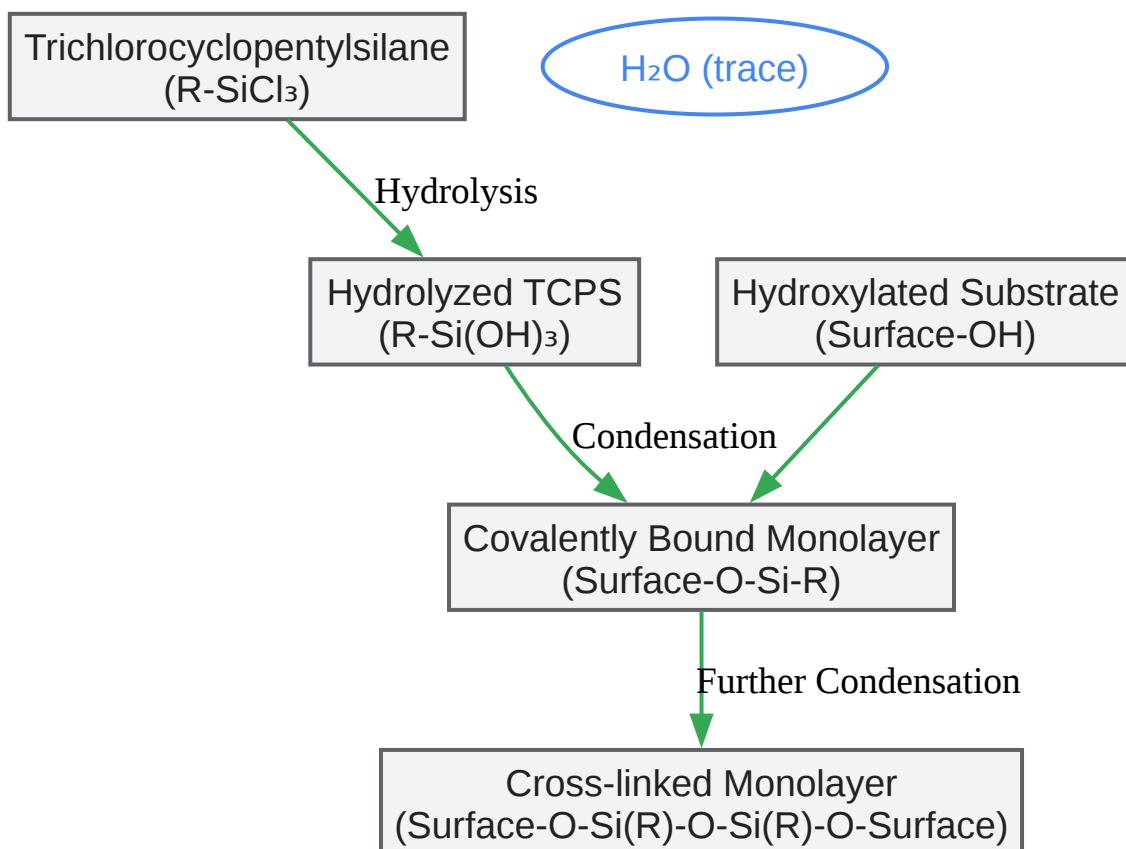 Trichlorocyclopentylsilane
(R-SiCl₃)
H₂O (trace)
Hydrolysis
Hydrolyzed TCPS
(R-Si(OH)₃)
Hydroxylated Substrate
(Surface-OH)
Condensation
Covalently Bound Monolayer
(Surface-O-Si-R)
Further Condensation
Cross-linked Monolayer
(Surface-O-Si(R)-O-Si(R)-O-Surface)